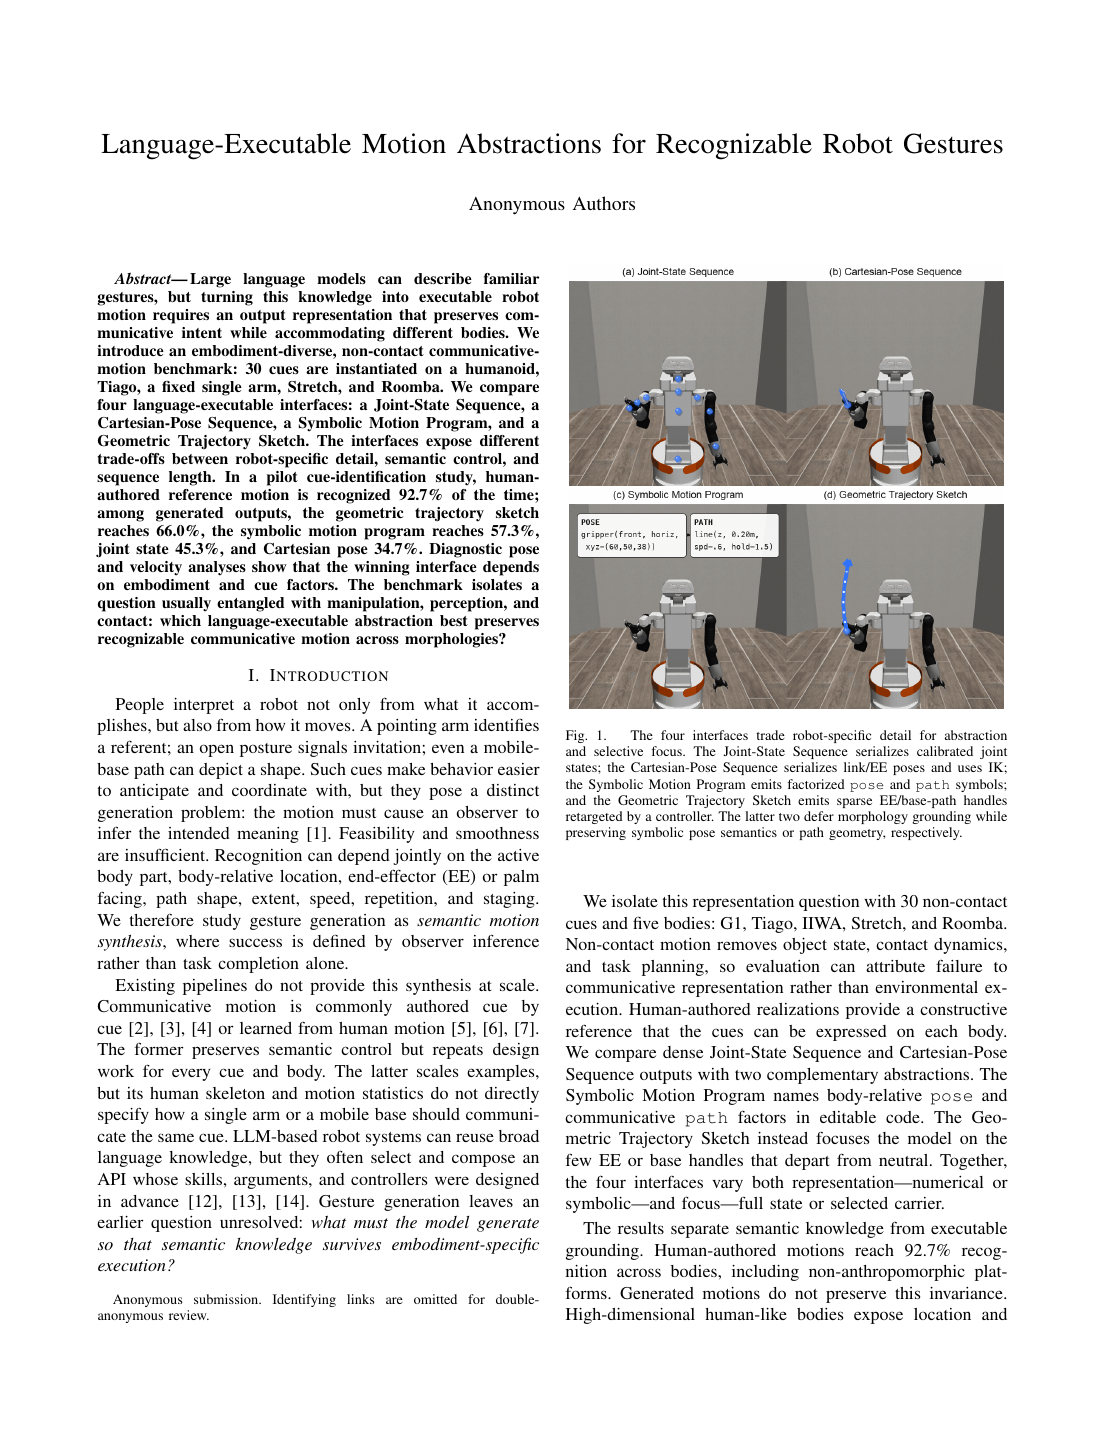 Language-Executable Motion Abstractions for Recognizable Robot Gestures
Anonymous Authors
Abstract—Large language models can describe familiar
gestures, but turning this knowledge into executable robot
motion requires an output representation that preserves com-
municative intent while accommodating different bodies. We
introduce an embodiment-diverse, non-contact communicative-
motion benchmark: 30 cues are instantiated on a humanoid,
Tiago, a fixed single arm, Stretch, and Roomba. We compare
four language-executable interfaces: a Joint-State Sequence, a
Cartesian-Pose Sequence, a Symbolic Motion Program, and a
Geometric Trajectory Sketch. The interfaces expose different
trade-offs between robot-specific detail, semantic control, and
sequence length. In a pilot cue-identification study, human-
authored reference motion is recognized 92.7% of the time;
among generated outputs, the geometric trajectory sketch
reaches 66.0%, the symbolic motion program reaches 57.3%,
joint state 45.3%, and Cartesian pose 34.7%. Diagnostic pose
and velocity analyses show that the winning interface depends
on embodiment and cue factors. The benchmark isolates a
question usually entangled with manipulation, perception, and
contact: which language-executable abstraction best preserves
recognizable communicative motion across morphologies?
I. INTRODUCTION
People interpret a robot not only from what it accom-
plishes, but also from how it moves. A pointing arm identifies
a referent; an open posture signals invitation; even a mobile-
base path can depict a shape. Such cues make behavior easier
to anticipate and coordinate with, but they pose a distinct
generation problem: the motion must cause an observer to
infer the intended meaning [1]. Feasibility and smoothness
are insufficient. Recognition can depend jointly on the active
body part, body-relative location, end-effector (EE) or palm
facing, path shape, extent, speed, repetition, and staging.
We therefore study gesture generation as semantic motion
synthesis, where success is defined by observer inference
rather than task completion alone.
Existing pipelines do not provide this synthesis at scale.
Communicative motion is commonly authored cue by
cue [2], [3], [4] or learned from human motion [5], [6], [7].
The former preserves semantic control but repeats design
work for every cue and body. The latter scales examples,
but its human skeleton and motion statistics do not directly
specify how a single arm or a mobile base should communi-
cate the same cue. LLM-based robot systems can reuse broad
language knowledge, but they often select and compose an
API whose skills, arguments, and controllers were designed
in advance [12], [13], [14]. Gesture generation leaves an
earlier question unresolved: what must the model generate
so that semantic knowledge survives embodiment-specific
execution?
Anonymous submission. Identifying links are omitted for double-
anonymous review.
(a) Joint-State Sequence
(b) Cartesian-Pose Sequence
(c) Symbolic Motion Program
(d) Geometric Trajectory Sketch
POSE
gripper(front, horiz,
xyz=(60,50,38))
PATH
line(z, 0.20m,
spd=.6, hold=1.5)
Fig. 1. The four interfaces trade robot-specific detail for abstraction
and selective focus. The Joint-State Sequence serializes calibrated joint
states; the Cartesian-Pose Sequence serializes link/EE poses and uses IK;
the Symbolic Motion Program emits factorized pose and path symbols;
and the Geometric Trajectory Sketch emits sparse EE/base-path handles
retargeted by a controller. The latter two defer morphology grounding while
preserving symbolic pose semantics or path geometry, respectively.
We isolate this representation question with 30 non-contact
cues and five bodies: G1, Tiago, IIWA, Stretch, and Roomba.
Non-contact motion removes object state, contact dynamics,
and task planning, so evaluation can attribute failure to
communicative representation rather than environmental ex-
ecution. Human-authored realizations provide a constructive
reference that the cues can be expressed on each body.
We compare dense Joint-State Sequence and Cartesian-Pose
Sequence outputs with two complementary abstractions. The
Symbolic Motion Program names body-relative pose and
communicative path factors in editable code. The Geo-
metric Trajectory Sketch instead focuses the model on the
few EE or base handles that depart from neutral. Together,
the four interfaces vary both representation—numerical or
symbolic—and focus—full state or selected carrier.
The results separate semantic knowledge from executable
grounding. Human-authored motions reach 92.7% recog-
nition across bodies, including non-anthropomorphic plat-
forms. Generated motions do not preserve this invariance.
High-dimensional human-like bodies expose location and